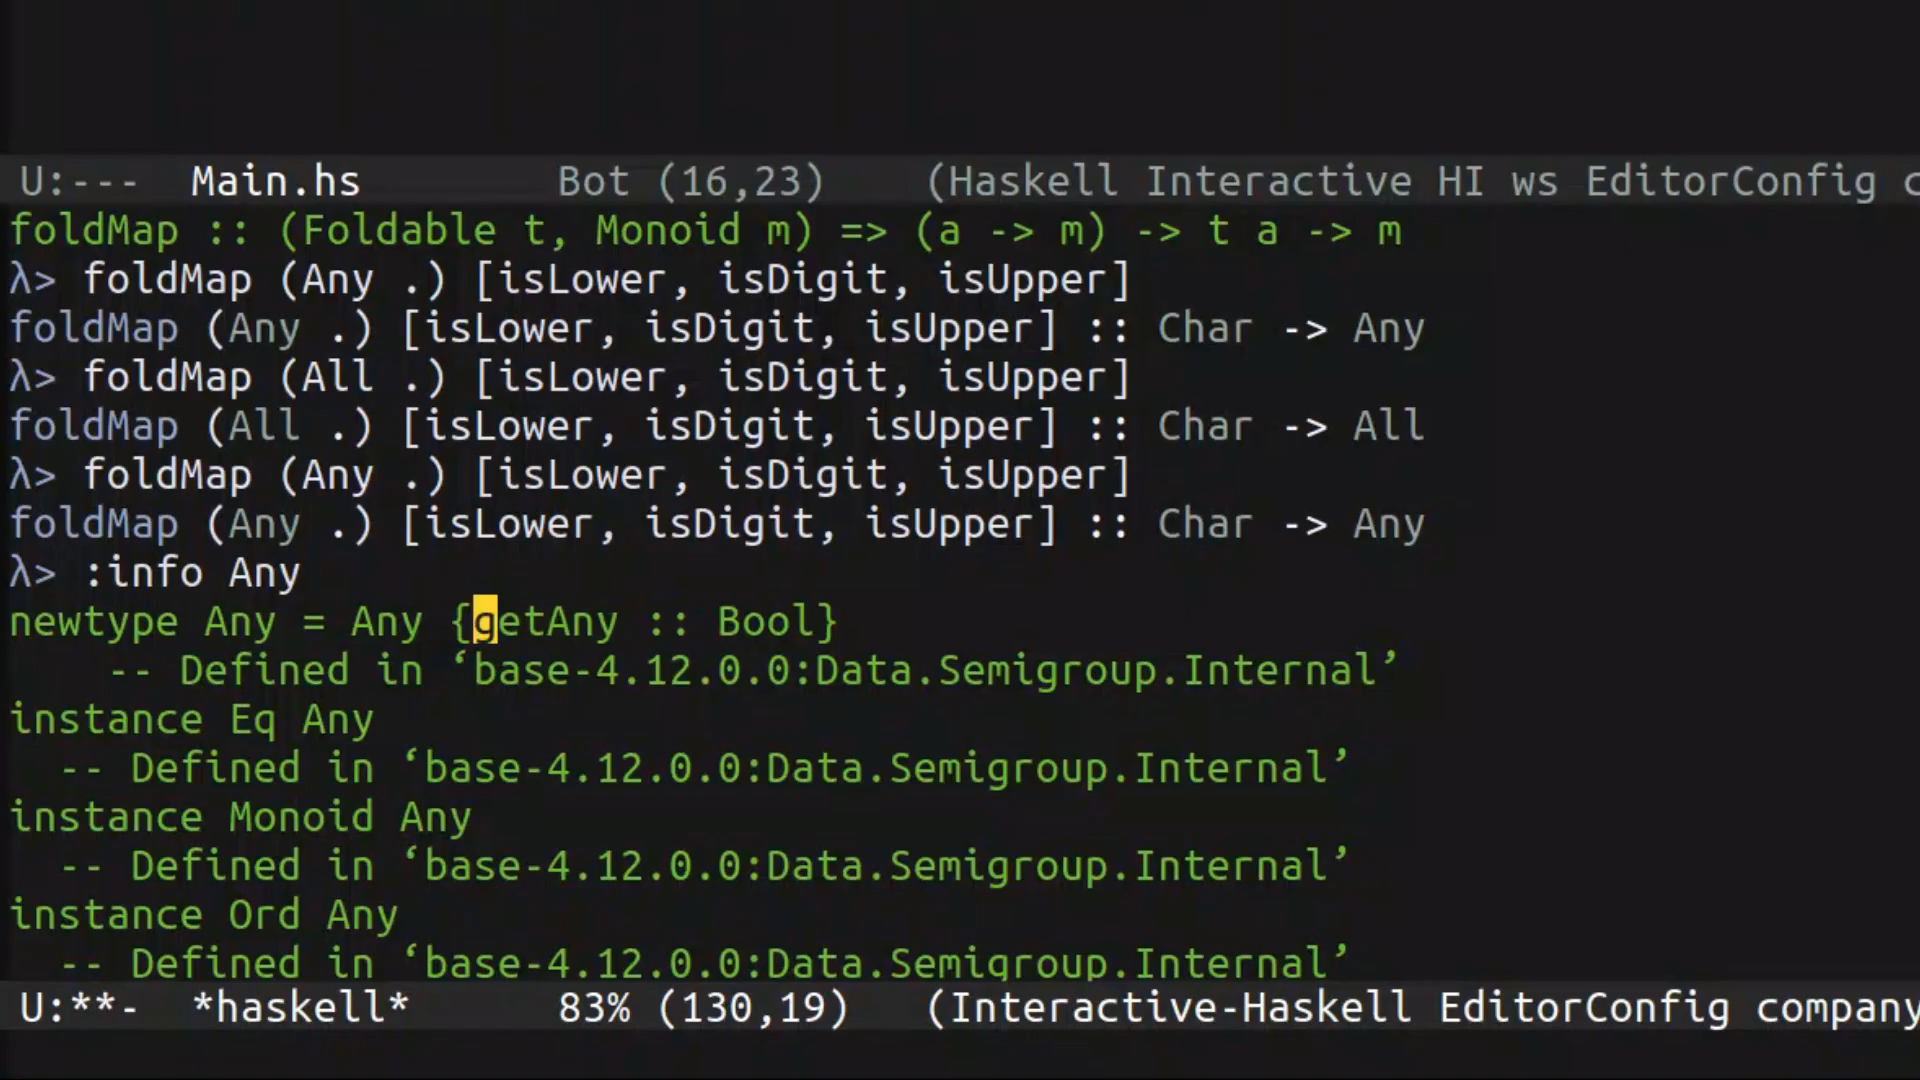 U:---  Main.hs        Bot (16,23)    (Haskell Interactive HI ws EditorConfig c
foldMap :: (Foldable t, Monoid m) => (a -> m) -> t a -> m
λ> foldMap (Any .) [isLower, isDigit, isUpper]
foldMap (Any .) [isLower, isDigit, isUpper] :: Char -> Any
λ> foldMap (All .) [isLower, isDigit, isUpper]
foldMap (All .) [isLower, isDigit, isUpper] :: Char -> All
λ> foldMap (Any .) [isLower, isDigit, isUpper]
foldMap (Any .) [isLower, isDigit, isUpper] :: Char -> Any
λ> :info Any
newtype Any = Any {getAny :: Bool}
    -- Defined in ‘base-4.12.0.0:Data.Semigroup.Internal’
instance Eq Any
  -- Defined in ‘base-4.12.0.0:Data.Semigroup.Internal’
instance Monoid Any
  -- Defined in ‘base-4.12.0.0:Data.Semigroup.Internal’
instance Ord Any
  -- Defined in ‘base-4.12.0.0:Data.Semigroup.Internal’
U:**-  *haskell*      83% (130,19)   (Interactive-Haskell EditorConfig company